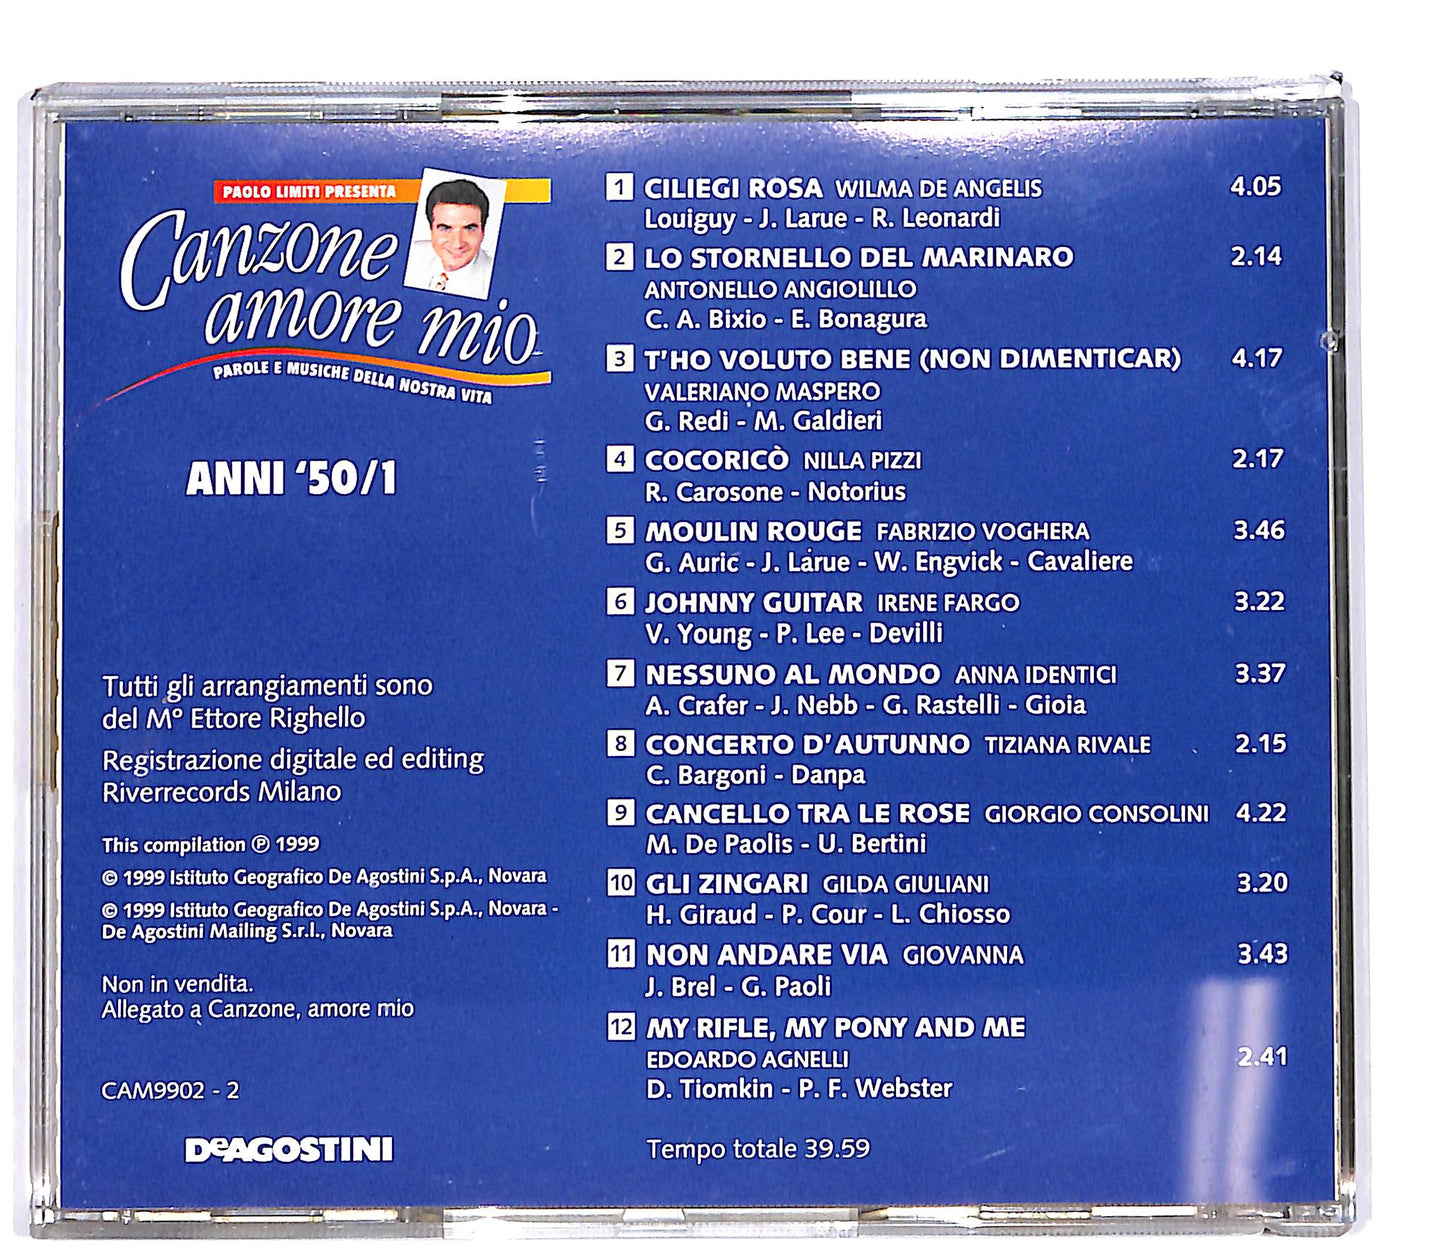 PAOLO LIMITI PRESENTA
Canzone
amore mio
PAROLE E MUSICHE DELLA NOSTRA VITA
ANNI '50/1
Tutti gli arrangiamenti sono
del M° Ettore Righello
Registrazione digitale ed editing
Riverrecords Milano
This compilation ℗ 1999
© 1999 Istituto Geografico De Agostini S.p.A., Novara
© 1999 Istituto Geografico De Agostini S.p.A., Novara -
De Agostini Mailing S.r.l., Novara
Non in vendita.
Allegato a Canzone, amore mio
CAM9902 - 2
DeAGOSTINI
1 CILIEGI ROSA WILMA DE ANGELIS 4.05
Louiguy - J. Larue - R. Leonardi
2 LO STORNELLO DEL MARINARO 2.14
ANTONELLO ANGIOLILLO
C. A. Bixio - E. Bonagura
3 T'HO VOLUTO BENE (NON DIMENTICAR) 4.17
VALERIANO MASPERO
G. Redi - M. Galdieri
4 COCORICÒ NILLA PIZZI 2.17
R. Carosone - Notorius
5 MOULIN ROUGE FABRIZIO VOGHERA 3.46
G. Auric - J. Larue - W. Engvick - Cavaliere
6 JOHNNY GUITAR IRENE FARGO 3.22
V. Young - P. Lee - Devilli
7 NESSUNO AL MONDO ANNA IDENTICI 3.37
A. Crafer - J. Nebb - G. Rastelli - Gioia
8 CONCERTO D'AUTUNNO TIZIANA RIVALE 2.15
C. Bargoni - Danpa
9 CANCELLO TRA LE ROSE GIORGIO CONSOLINI 4.22
M. De Paolis - U. Bertini
10 GLI ZINGARI GILDA GIULIANI 3.20
H. Giraud - P. Cour - L. Chiosso
11 NON ANDARE VIA GIOVANNA 3.43
J. Brel - G. Paoli
12 MY RIFLE, MY PONY AND ME
EDOARDO AGNELLI 2.41
D. Tiomkin - P. F. Webster
Tempo totale 39.59